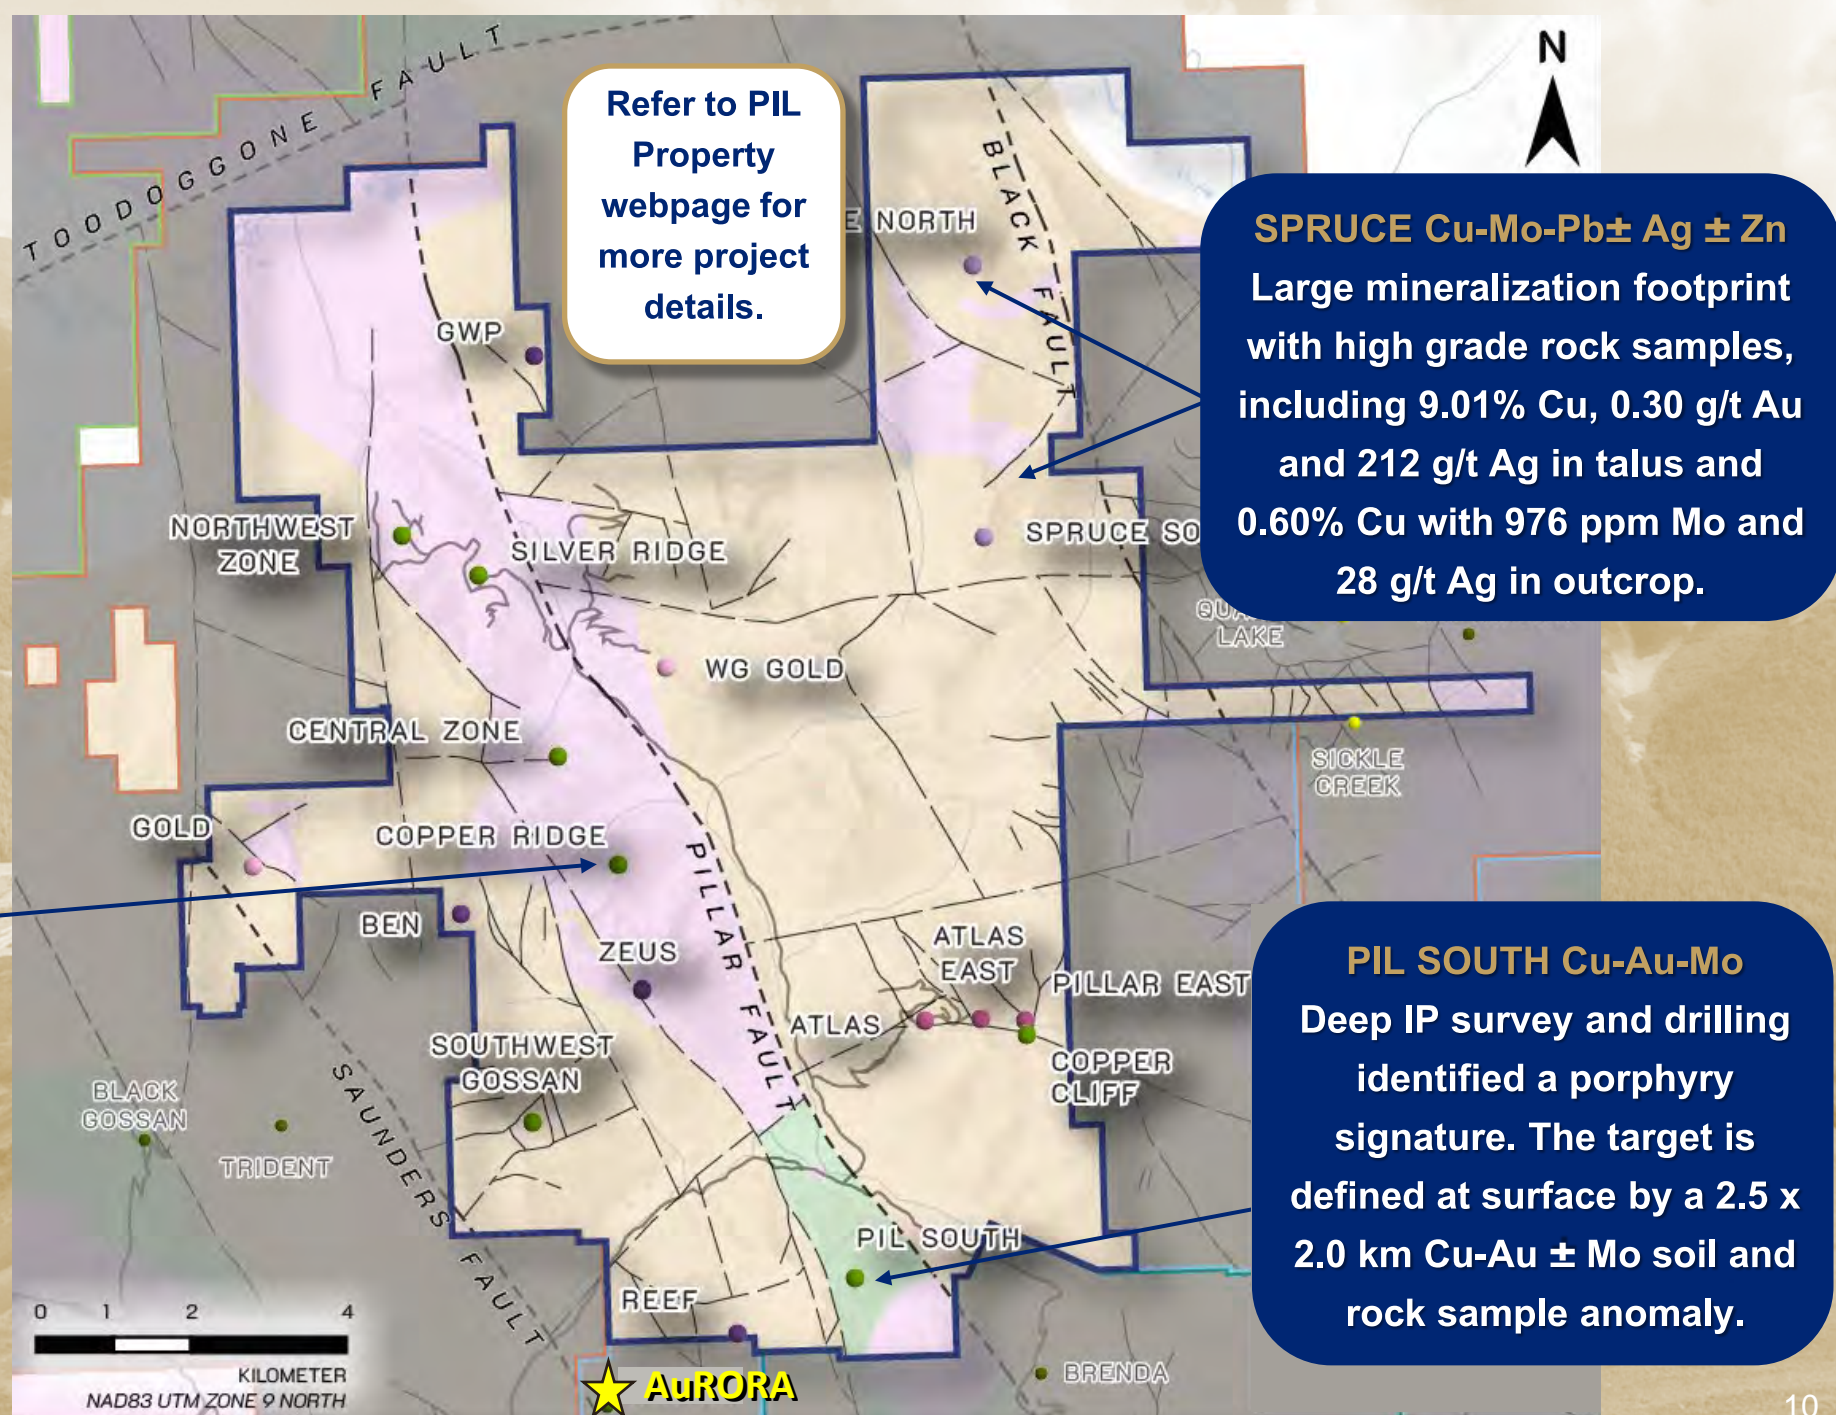 TOODOGGONE FAULT
Refer to PIL
Property
webpage for
more project
details.
N
NORTH
BLACK FAULT
SPRUCE Cu-Mo-Pb± Ag ± Zn
Large mineralization footprint
with high grade rock samples,
including 9.01% Cu, 0.30 g/t Au
and 212 g/t Ag in talus and
0.60% Cu with 976 ppm Mo and
28 g/t Ag in outcrop.
GWP
NORTHWEST
ZONE
SILVER RIDGE
SPRUCE SO
LAKE
WG GOLD
CENTRAL ZONE
SICKLE
CREEK
GOLD
COPPER RIDGE
PILLAR FAULT
BEN
ZEUS
ATLAS
EAST
PILLAR EAST
ATLAS
COPPER
CLIFF
SOUTHWEST
GOSSAN
BLACK
GOSSAN
TRIDENT
SAUNDERS FAULT
PIL SOUTH
REEF
PIL SOUTH Cu-Au-Mo
Deep IP survey and drilling
identified a porphyry
signature. The target is
defined at surface by a 2.5 x
2.0 km Cu-Au ± Mo soil and
rock sample anomaly.
0 1 2 4
KILOMETER
NAD83 UTM ZONE 9 NORTH
AuRORA
BRENDA
10